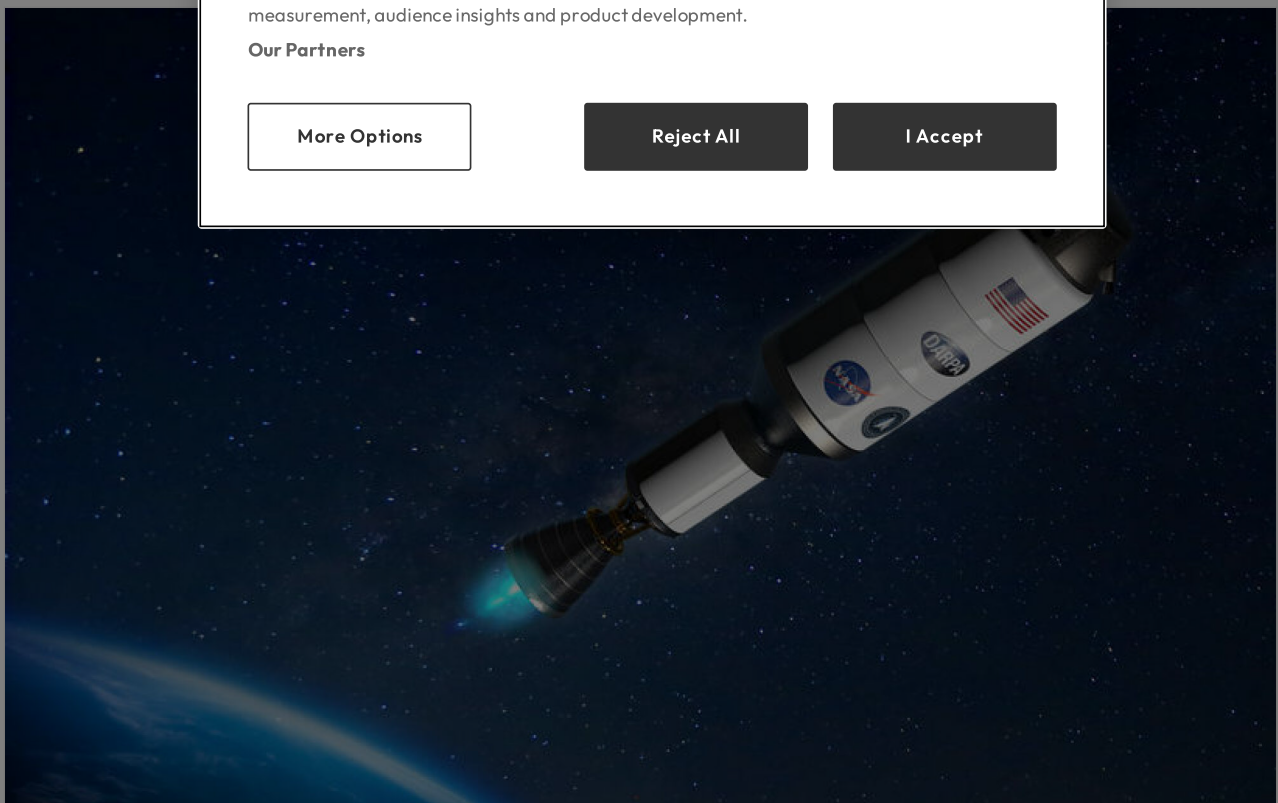 measurement, audience insights and product development.
Our Partners
More Options
Reject All
I Accept
DARPA
NASA